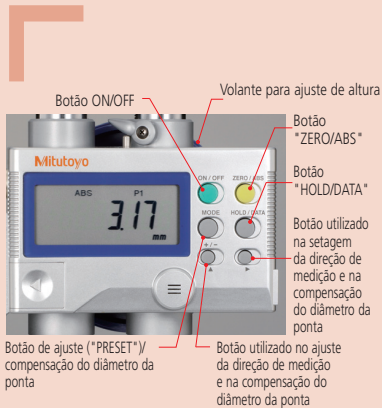 Volante para ajuste de altura
Botão ON/OFF
Botão
"ZERO/ABS"
Mitutoyo
ON / OFF
ZERO / ABS
Botão
"HOLD/DATA"
ABS
P1
3.17
mm
MODE
HOLD / DATA
+ / −
Botão utilizado
na setagem
da direção de
medição e na
compensação
do diâmetro da
ponta
Botão de ajuste ("PRESET")/
compensação do diâmetro da
ponta
Botão utilizado no ajuste
da direção de medição
e na compensação do
diâmetro da ponta